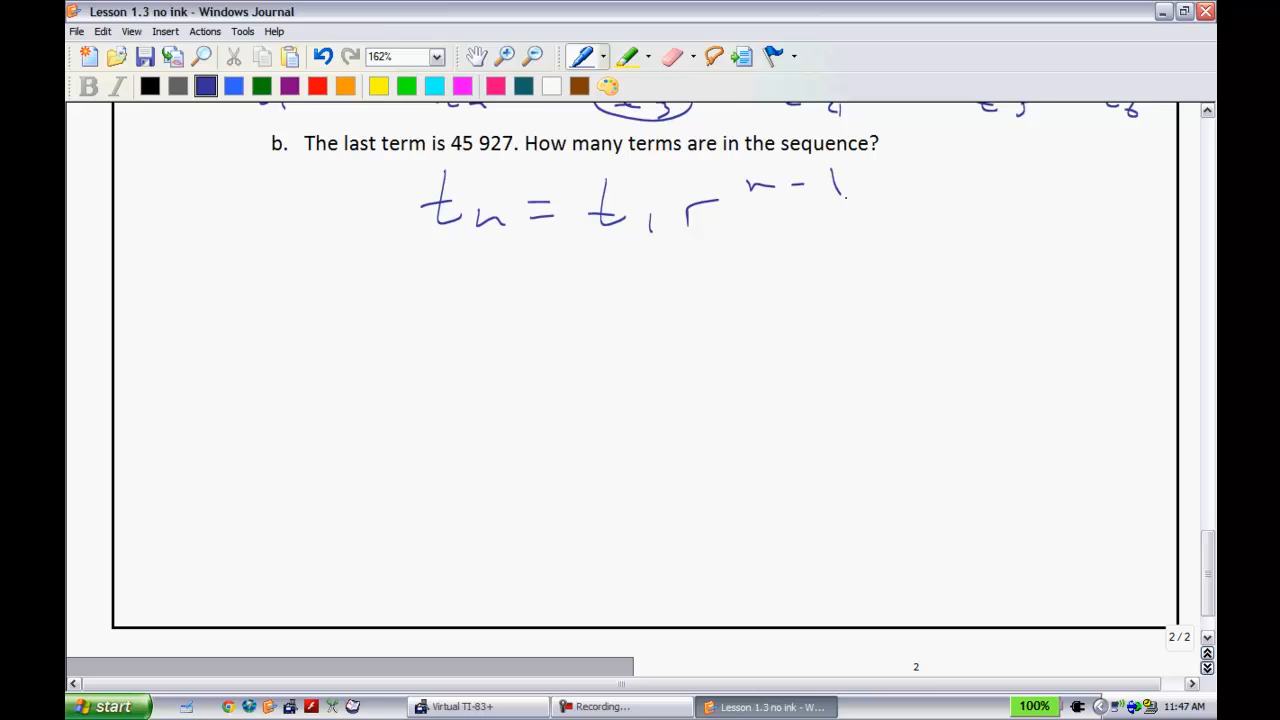 Lesson 1.3 no ink - Windows Journal
File Edit View Insert Actions Tools Help
162%
B I
b. The last term is 45 927. How many terms are in the sequence?
tₙ = t₁ rⁿ⁻¹
2 / 2
2
start Virtual TI-83+ Recording... Lesson 1.3 no ink - W... 100% 11:47 AM